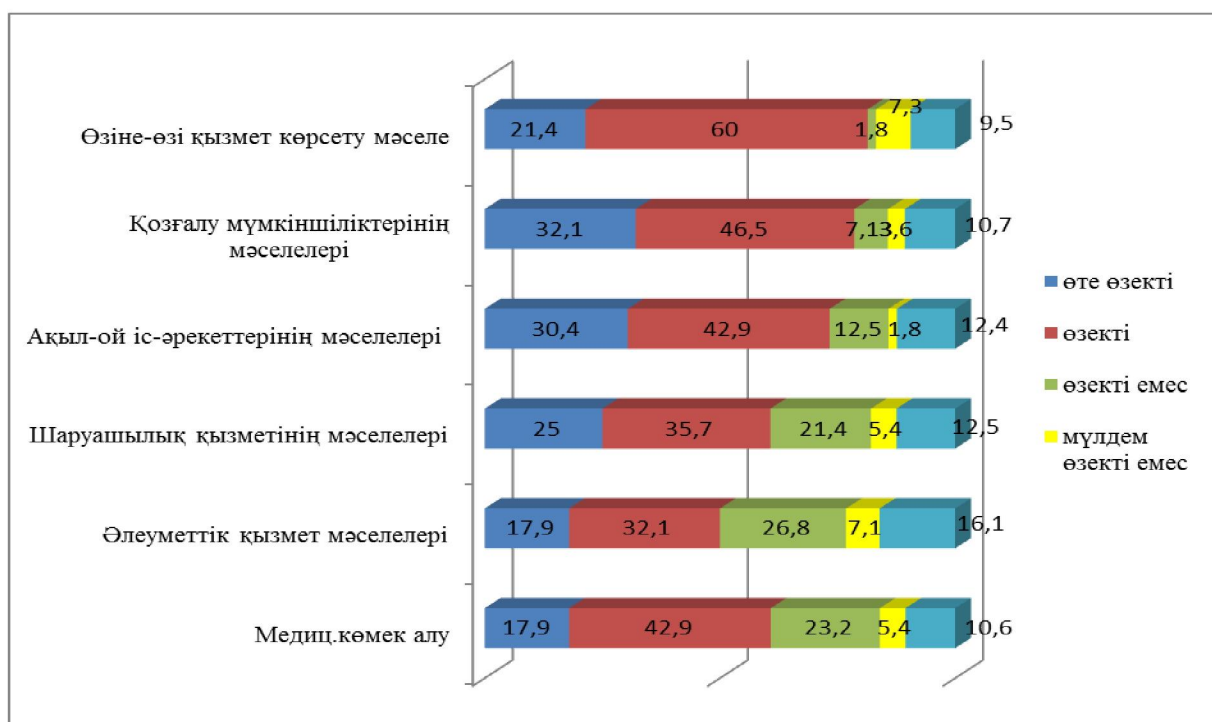 Өзіне-өзі қызмет көрсету мәселе
21,4 60 1,8 7,3 9,5
Қозғалу мүмкіншіліктерінің
мәселелері
32,1 46,5 7,1 3,6 10,7
Ақыл-ой іс-әрекеттерінің мәселелері
30,4 42,9 12,5 1,8 12,4
Шаруашылық қызметінің мәселелері
25 35,7 21,4 5,4 12,5
Әлеуметтік қызмет мәселелері
17,9 32,1 26,8 7,1 16,1
Медиц.көмек алу
17,9 42,9 23,2 5,4 10,6
өте өзекті
өзекті
өзекті емес
мүлдем
өзекті емес